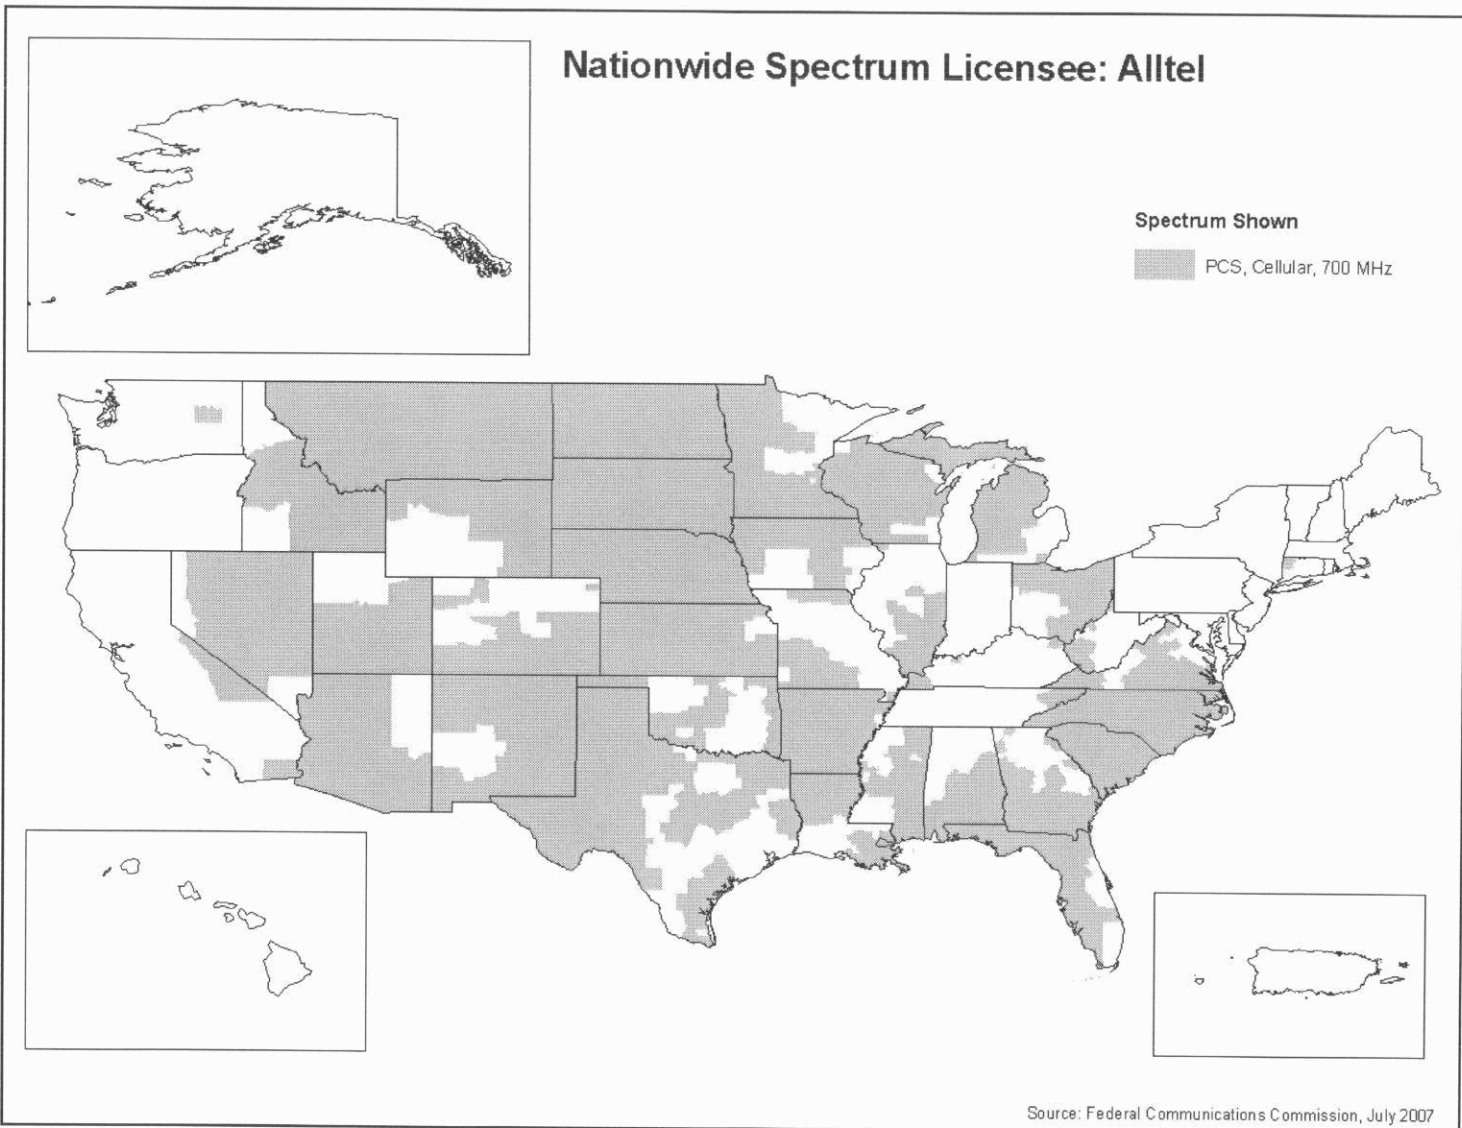 Nationwide Spectrum Licensee: Alltel
Spectrum Shown
PCS, Cellular, 700 MHz
Source: Federal Communications Commission, July 2007